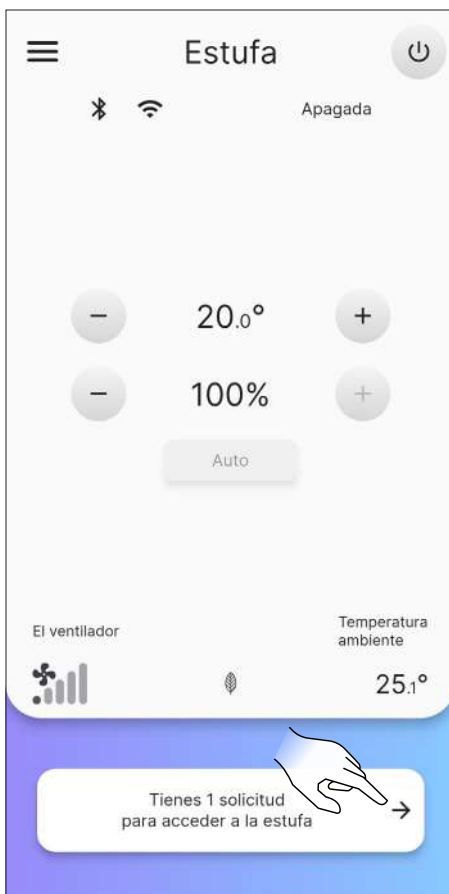 Estufa
Apagada
20.0°
100%
Auto
El ventilador
Temperatura
ambiente
25.1°
Tienes 1 solicitud
para acceder a la estufa